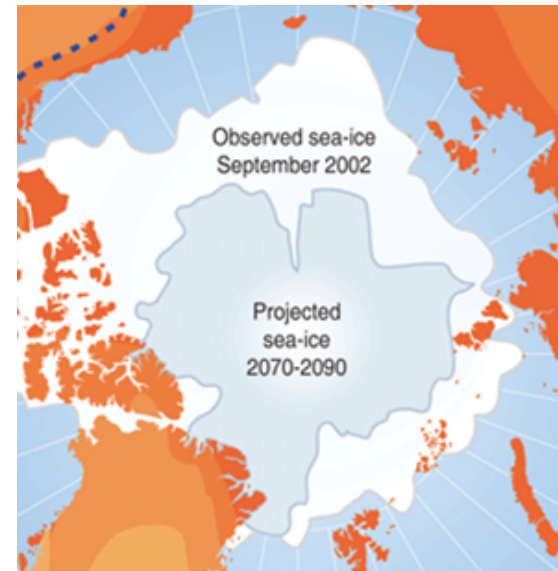 Observed sea-ice
September 2002
Projected
sea-ice
2070-2090